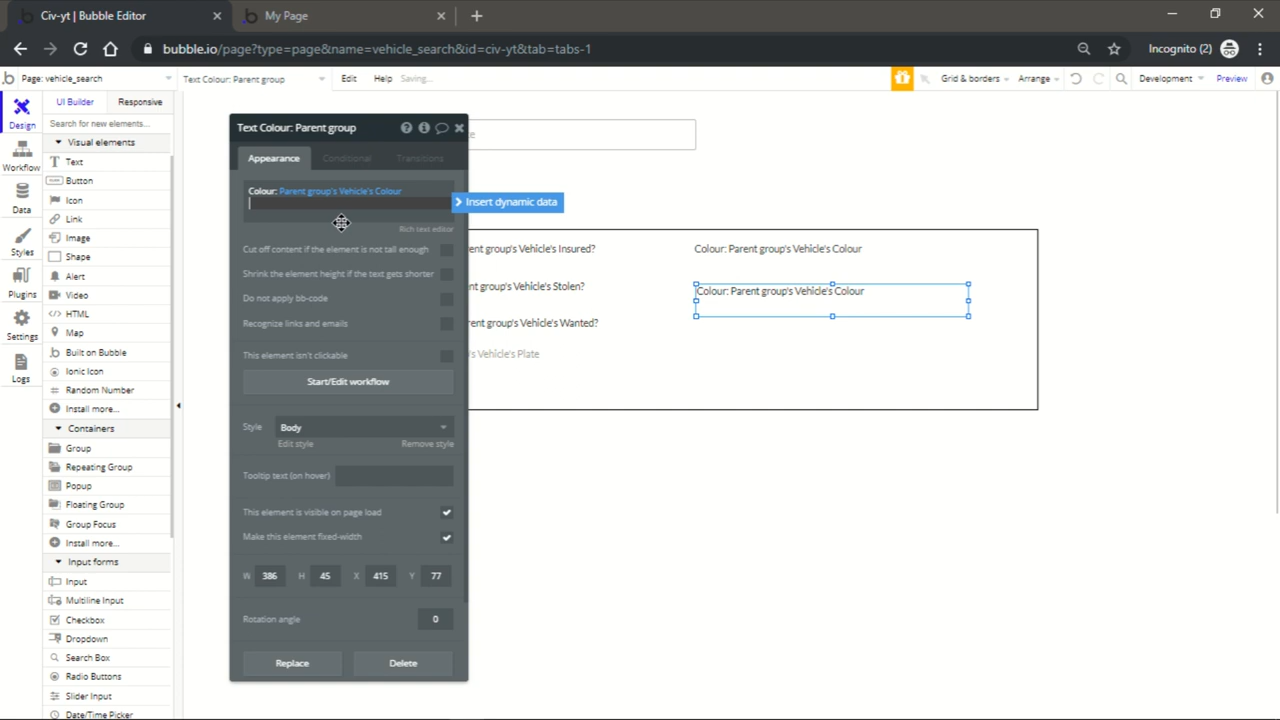 Civ-yt | Bubble Editor
My Page
bubble.io/page?type=page&name=vehicle_search&id=civ-yt&tab=tabs-1
Incognito (2)
Page: vehicle_search
Text Colour: Parent group
Edit
Help
Saving...
Grid & borders
Arrange
Development
Preview
Design
Workflow
Data
Styles
Plugins
Settings
Logs
UI Builder
Responsive
Search for new elements...
Visual elements
Text
Button
Icon
Link
Image
Shape
Alert
Video
HTML
Map
Built on Bubble
Ionic Icon
Random Number
Install more...
Containers
Group
Repeating Group
Popup
Floating Group
Group Focus
Install more...
Input forms
Input
Multiline Input
Checkbox
Dropdown
Search Box
Radio Buttons
Slider Input
Date/Time Picker
Text Colour: Parent group
Appearance
Conditional
Transitions
Colour: Parent group's Vehicle's Colour
Insert dynamic data
Rich text editor
Cut off content if the element is not tall enough
Shrink the element height if the text gets shorter
Do not apply bb-code
Recognize links and emails
This element isn't clickable
Start/Edit workflow
Style
Body
Edit style
Remove style
Tooltip text (on hover)
This element is visible on page load
Make this element fixed-width
W 386 H 45 X 415 Y 77
Rotation angle 0
Replace
Delete
ent group's Vehicle's Insured?
Colour: Parent group's Vehicle's Colour
nt group's Vehicle's Stolen?
Colour: Parent group's Vehicle's Colour
rent group's Vehicle's Wanted?
's Vehicle's Plate